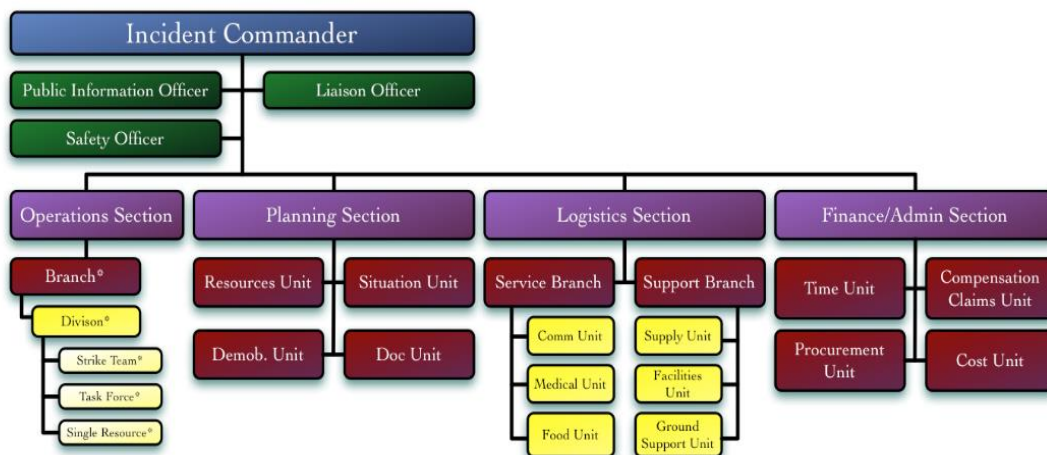 Incident Commander
Public Information Officer
Liaison Officer
Safety Officer
Operations Section
Planning Section
Logistics Section
Finance/Admin Section
Branch*
Resources Unit
Situation Unit
Service Branch
Support Branch
Time Unit
Compensation
Claims Unit
Divison*
Comm Unit
Supply Unit
Strike Team*
Demob. Unit
Doc Unit
Procurement
Unit
Cost Unit
Medical Unit
Facilities
Unit
Task Force*
Single Resource*
Food Unit
Ground
Support Unit